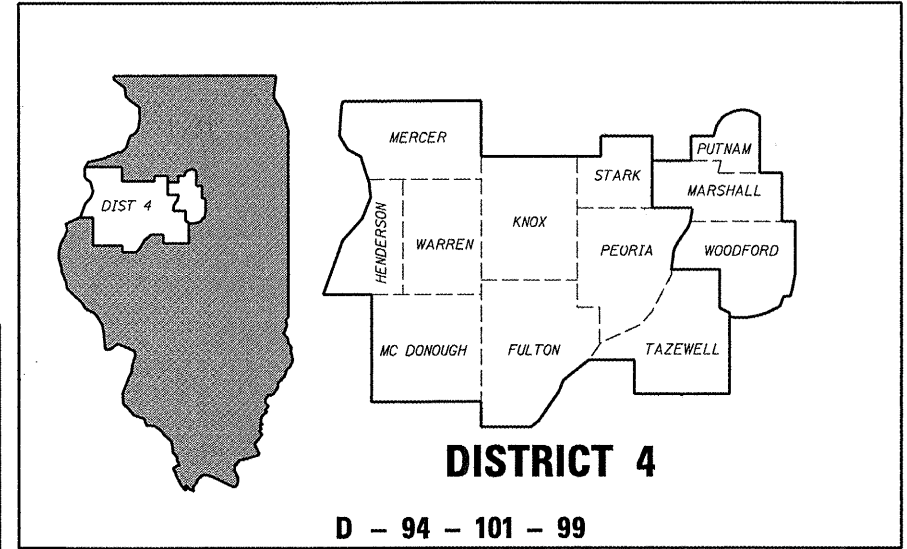 DIST 4
MERCER
HENDERSON
WARREN
KNOX
STARK
PUTNAM
MARSHALL
PEORIA
WOODFORD
MC DONOUGH
FULTON
TAZEWELL
DISTRICT 4
D – 94 – 101 – 99